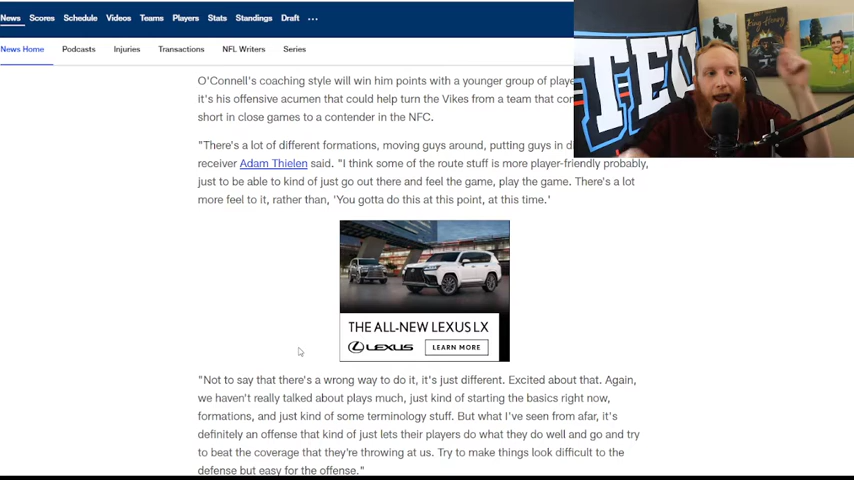 News Scores Schedule Videos Teams Players Stats Standings Draft ...
News Home Podcasts Injuries Transactions NFL Writers Series
O'Connell's coaching style will win him points with a younger group of
it's his offensive acumen that could help turn the Vikes from a team that
short in close games to a contender in the NFC.
"There's a lot of different formations, moving guys around, putting guys in
receiver Adam Thielen said. "I think some of the route stuff is more player-friendly probably,
just to be able to kind of just go out there and feel the game, play the game. There's a lot
more feel to it, rather than, 'You gotta do this at this point, at this time.'
THE ALL-NEW LEXUS LX
LEXUS LEARN MORE
"Not to say that there's a wrong way to do it, it's just different. Excited about that. Again,
we haven't really talked about plays much, just kind of starting the basics right now,
formations, and just kind of some terminology stuff. But what I've seen from afar, it's
definitely an offense that kind of just lets their players do what they do well and go and try
to beat the coverage that they're throwing at us. Try to make things look difficult to the
defense but easy for the offense."